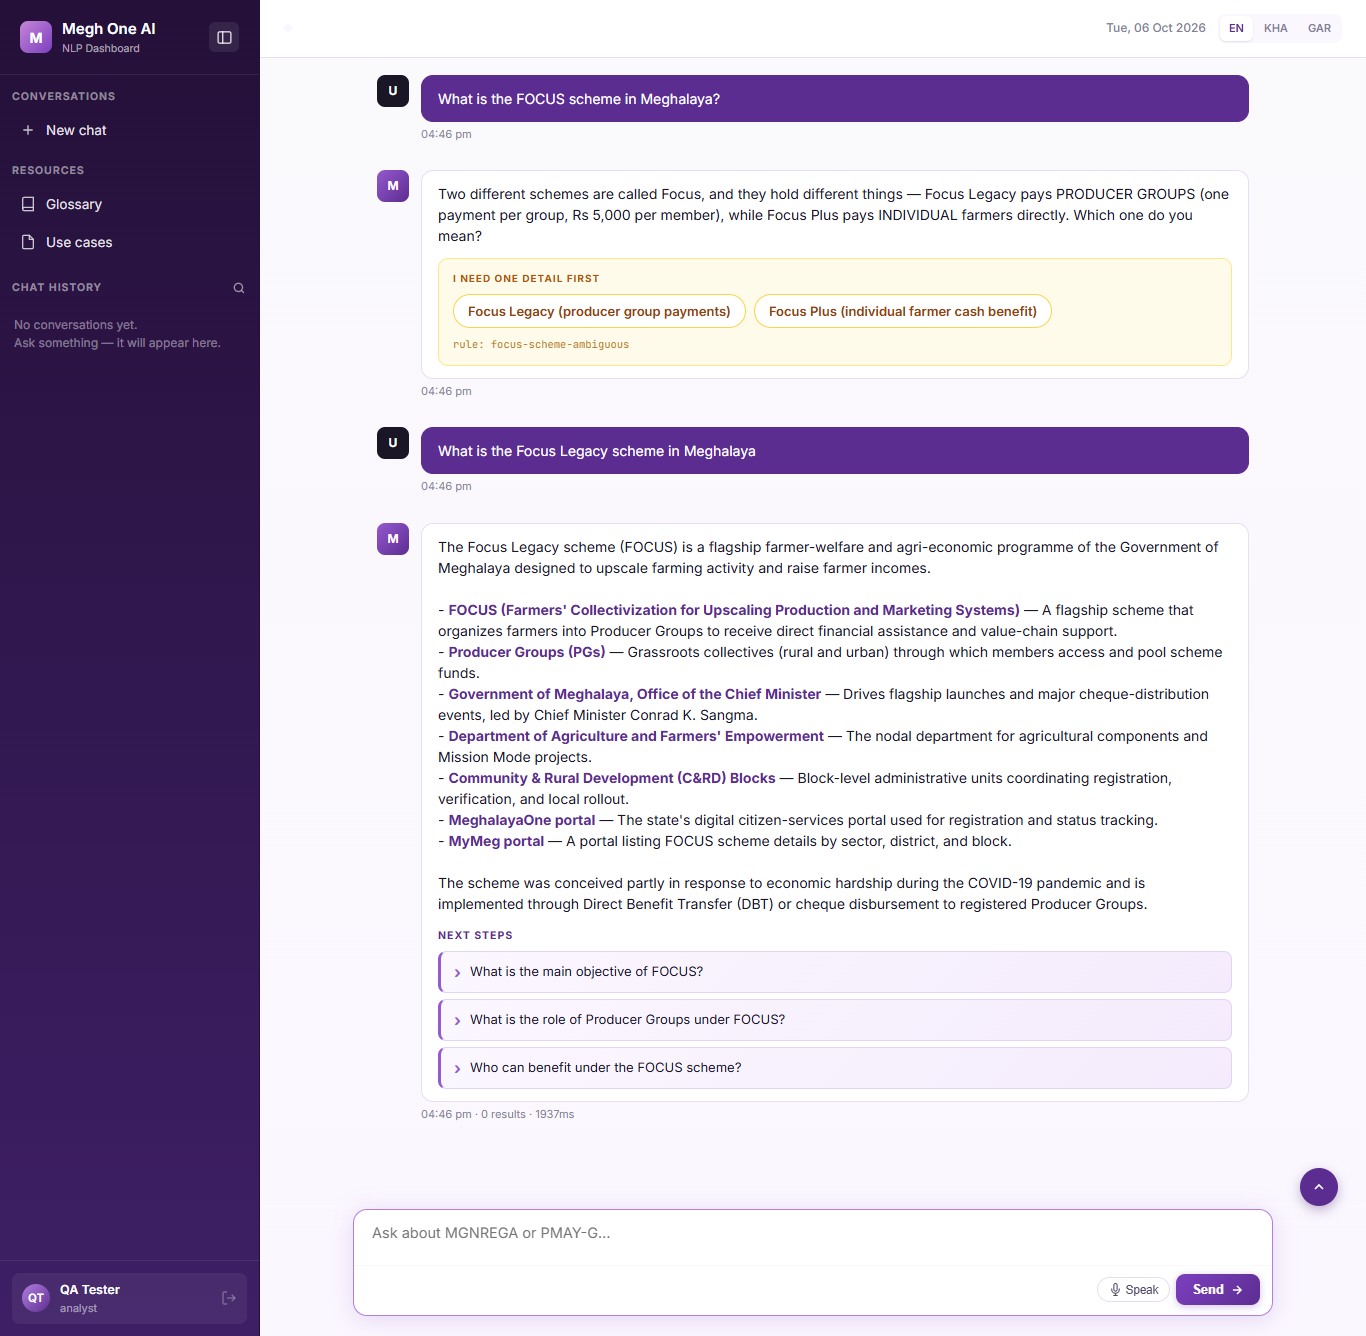 M
Megh One AI
NLP Dashboard
CONVERSATIONS
+ New chat
RESOURCES
Glossary
Use cases
CHAT HISTORY
No conversations yet.
Ask something — it will appear here.
QT
QA Tester
analyst
Tue, 06 Oct 2026
EN
KHA
GAR
U
What is the FOCUS scheme in Meghalaya?
04:46 pm
M
Two different schemes are called Focus, and they hold different things — Focus Legacy pays PRODUCER GROUPS (one
payment per group, Rs 5,000 per member), while Focus Plus pays INDIVIDUAL farmers directly. Which one do you
mean?
I NEED ONE DETAIL FIRST
Focus Legacy (producer group payments)
Focus Plus (individual farmer cash benefit)
rule: focus-scheme-ambiguous
04:46 pm
U
What is the Focus Legacy scheme in Meghalaya
04:46 pm
M
The Focus Legacy scheme (FOCUS) is a flagship farmer-welfare and agri-economic programme of the Government of
Meghalaya designed to upscale farming activity and raise farmer incomes.
- FOCUS (Farmers' Collectivization for Upscaling Production and Marketing Systems) — A flagship scheme that
organizes farmers into Producer Groups to receive direct financial assistance and value-chain support.
- Producer Groups (PGs) — Grassroots collectives (rural and urban) through which members access and pool scheme
funds.
- Government of Meghalaya, Office of the Chief Minister — Drives flagship launches and major cheque-distribution
events, led by Chief Minister Conrad K. Sangma.
- Department of Agriculture and Farmers' Empowerment — The nodal department for agricultural components and
Mission Mode projects.
- Community & Rural Development (C&RD) Blocks — Block-level administrative units coordinating registration,
verification, and local rollout.
- MeghalayaOne portal — The state's digital citizen-services portal used for registration and status tracking.
- MyMeg portal — A portal listing FOCUS scheme details by sector, district, and block.
The scheme was conceived partly in response to economic hardship during the COVID-19 pandemic and is
implemented through Direct Benefit Transfer (DBT) or cheque disbursement to registered Producer Groups.
NEXT STEPS
› What is the main objective of FOCUS?
› What is the role of Producer Groups under FOCUS?
› Who can benefit under the FOCUS scheme?
04:46 pm · 0 results · 1937ms
Ask about MGNREGA or PMAY-G...
Speak
Send →